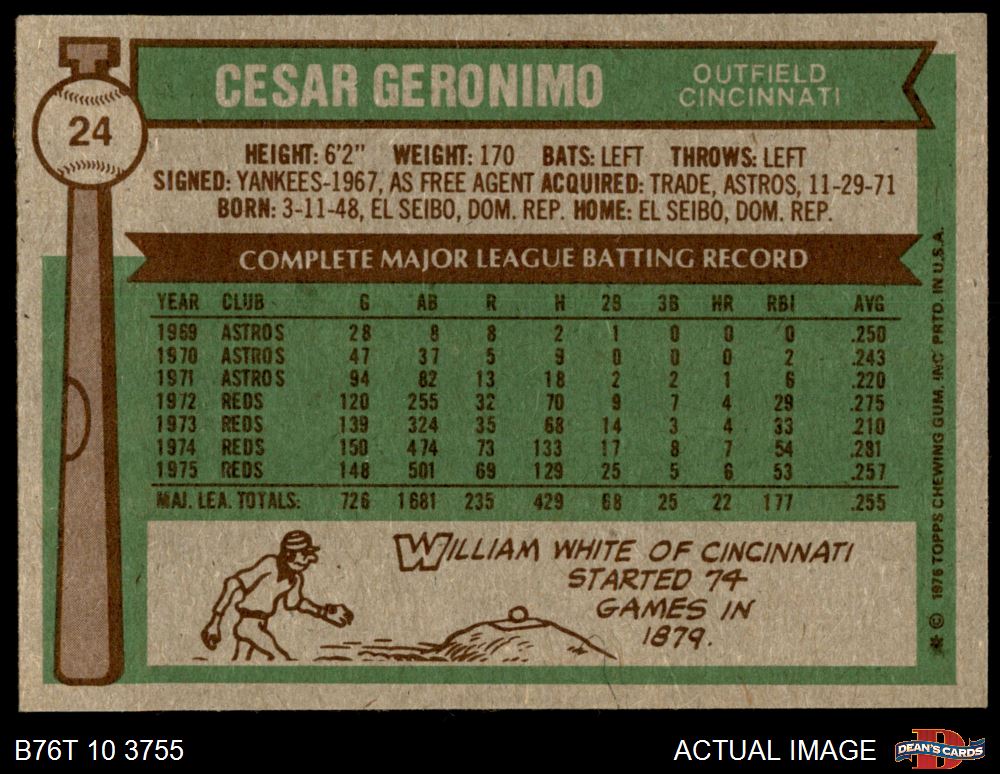 24
CESAR GERONIMO
OUTFIELD
CINCINNATI
HEIGHT: 6'2" WEIGHT: 170 BATS: LEFT THROWS: LEFT
SIGNED: YANKEES-1967, AS FREE AGENT ACQUIRED: TRADE, ASTROS, 11-29-71
BORN: 3-11-48, EL SEIBO, DOM. REP. HOME: EL SEIBO, DOM. REP.
COMPLETE MAJOR LEAGUE BATTING RECORD
YEAR CLUB G AB R H 2B 3B HR RBI AVG
1969 ASTROS 28 8 8 2 1 0 0 0 .250
1970 ASTROS 47 37 5 9 0 0 0 2 .243
1971 ASTROS 94 82 13 18 2 2 1 6 .220
1972 REDS 120 255 32 70 9 7 4 29 .275
1973 REDS 139 324 35 68 14 3 4 33 .210
1974 REDS 150 474 73 133 17 8 7 54 .281
1975 REDS 148 501 69 129 25 5 6 53 .257
MAJ. LEA. TOTALS: 726 1681 235 429 68 25 22 177 .255
WILLIAM WHITE OF CINCINNATI
STARTED 74
GAMES IN
1879.
* © 1976 TOPPS CHEWING GUM, INC. PRTD. IN U.S.A.
B76T 10 3755
ACTUAL IMAGE
D
DEAN'S CARDS